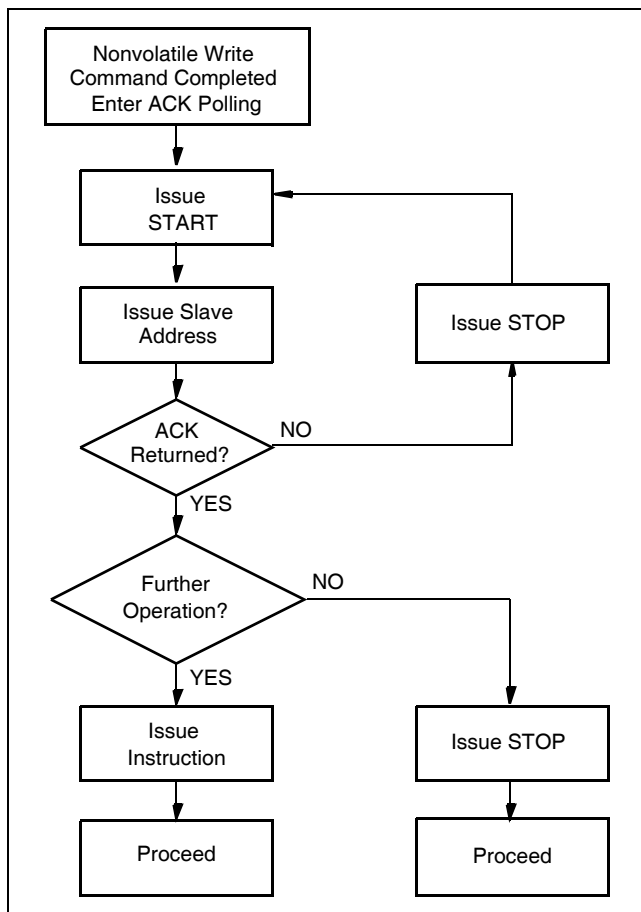 Nonvolatile Write
Command Completed
Enter ACK Polling
Issue
START
Issue Slave
Address
Issue STOP
ACK
Returned?
NO
YES
Further
Operation?
NO
YES
Issue
Instruction
Issue STOP
Proceed
Proceed